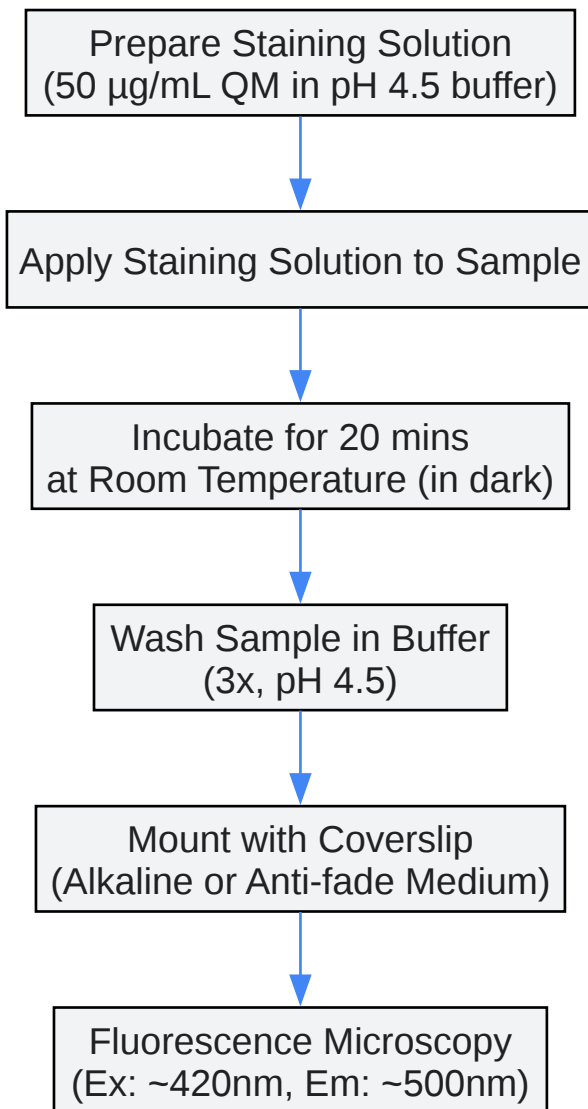 Prepare Staining Solution
(50 µg/mL QM in pH 4.5 buffer)
Apply Staining Solution to Sample
Incubate for 20 mins
at Room Temperature (in dark)
Wash Sample in Buffer
(3x, pH 4.5)
Mount with Coverslip
(Alkaline or Anti-fade Medium)
Fluorescence Microscopy
(Ex: ~420nm, Em: ~500nm)